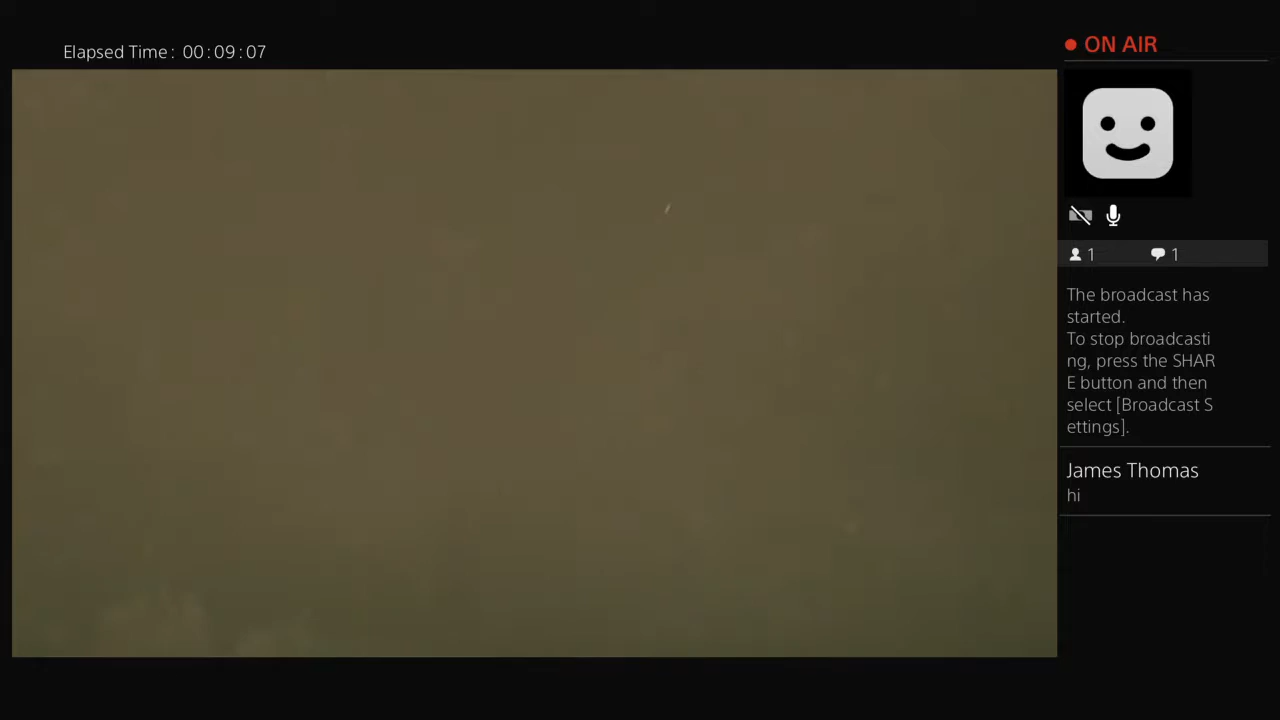 Elapsed Time: 00:09:07
ON AIR
1 1
The broadcast has
started.
To stop broadcasti
ng, press the SHAR
E button and then
select [Broadcast S
ettings].
James Thomas
hi